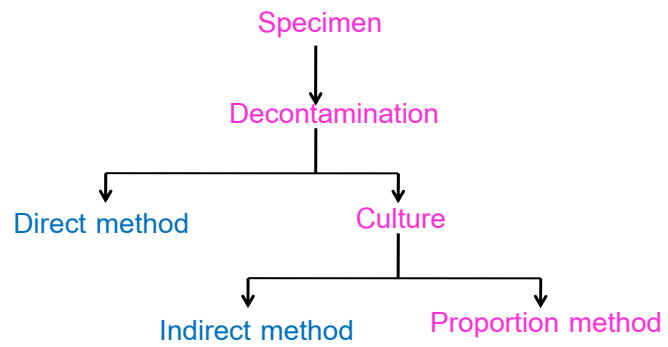 Specimen
Decontamination
Direct method
Culture
Indirect method
Proportion method